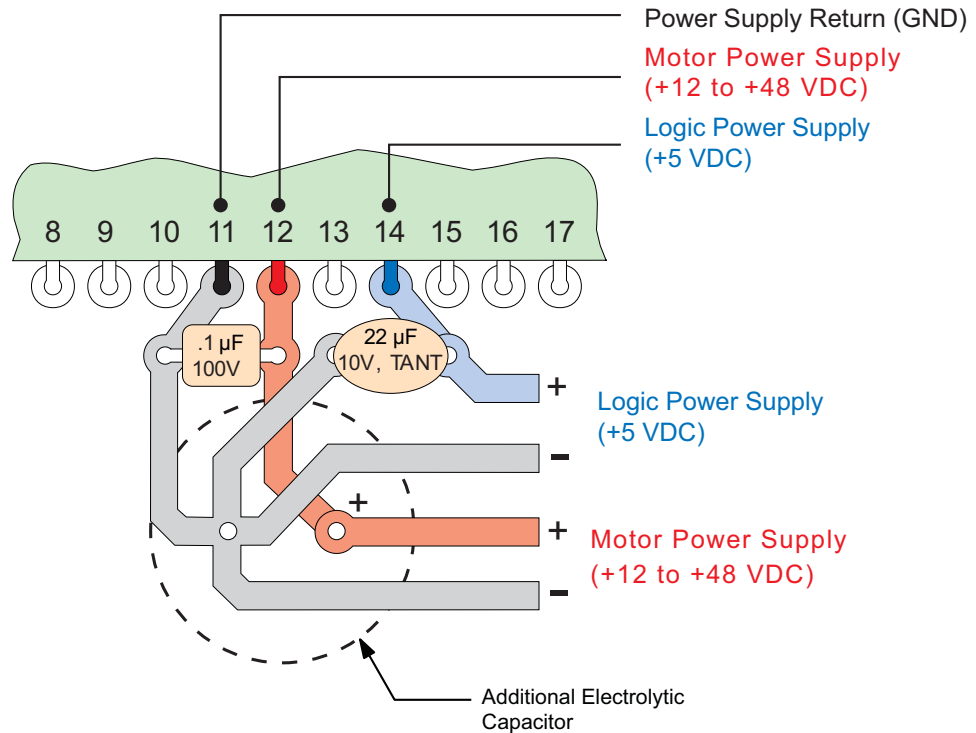 Power Supply Return (GND)
Motor Power Supply
(+12 to +48 VDC)
Logic Power Supply
(+5 VDC)
8 9 10 11 12 13 14 15 16 17
.1 µF
100V
22 µF
10V, TANT
+
Logic Power Supply
(+5 VDC)
-
+
+
Motor Power Supply
(+12 to +48 VDC)
-
Additional Electrolytic
Capacitor